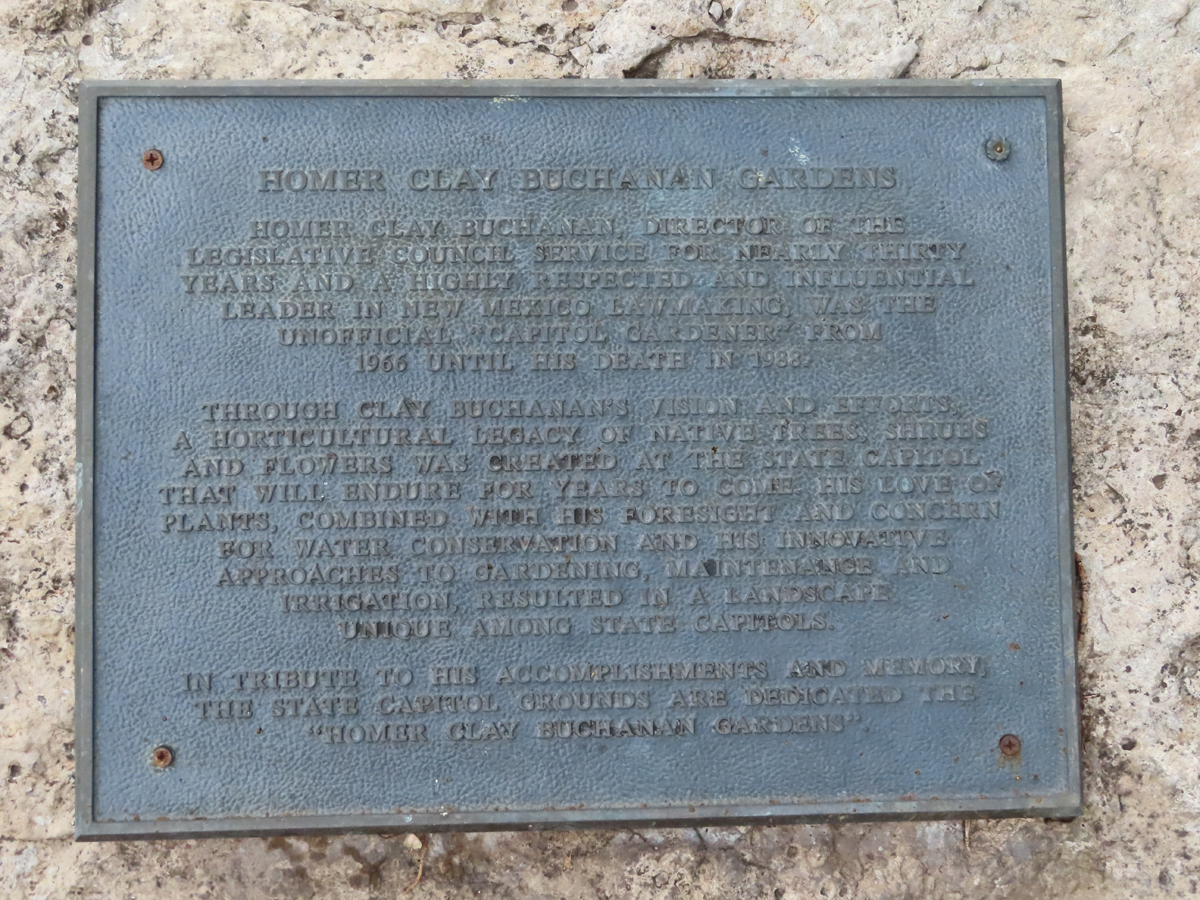 HOMER CLAY BUCHANAN GARDENS
HOMER CLAY BUCHANAN, DIRECTOR OF THE
LEGISLATIVE COUNCIL SERVICE FOR NEARLY THIRTY
YEARS AND A HIGHLY RESPECTED AND INFLUENTIAL
LEADER IN NEW MEXICO LAWMAKING, WAS THE
UNOFFICIAL "CAPITOL GARDENER" FROM
1966 UNTIL HIS DEATH IN 1988.
THROUGH CLAY BUCHANAN'S VISION AND EFFORTS,
A HORTICULTURAL LEGACY OF NATIVE TREES, SHRUBS
AND FLOWERS WAS CREATED AT THE STATE CAPITOL
THAT WILL ENDURE FOR YEARS TO COME. HIS LOVE OF
PLANTS, COMBINED WITH HIS FORESIGHT AND CONCERN
FOR WATER CONSERVATION AND HIS INNOVATIVE
APPROACHES TO GARDENING, MAINTENANCE AND
IRRIGATION, RESULTED IN A LANDSCAPE
UNIQUE AMONG STATE CAPITOLS.
IN TRIBUTE TO HIS ACCOMPLISHMENTS AND MEMORY,
THE STATE CAPITOL GROUNDS ARE DEDICATED THE
"HOMER CLAY BUCHANAN GARDENS".